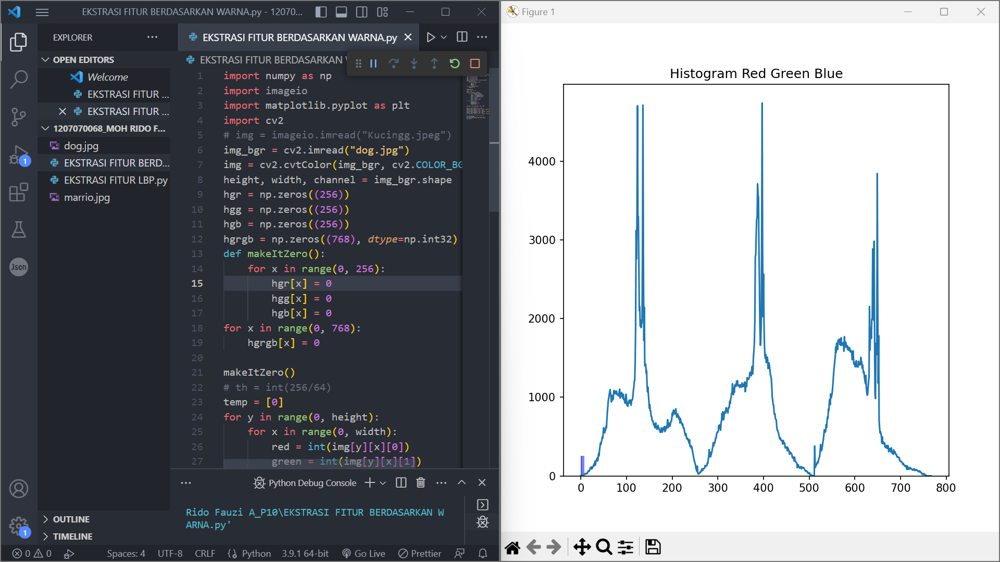 EKSTRASI FITUR BERDASARKAN WARNA.py - 12070...
EXPLORER
OPEN EDITORS
Welcome
EKSTRASI FITUR ...
EKSTRASI FITUR ...
1207070068_MOH RIDO F...
dog.jpg
EKSTRASI FITUR BERD...
EKSTRASI FITUR LBP.py
marrio.jpg
1
Json
1
OUTLINE
TIMELINE
EKSTRASI FITUR BERDASARKAN WARNA.py
EKSTRASI FITUR BERDASARKAN
1 import numpy as np
2 import imageio
3 import matplotlib.pyplot as plt
4 import cv2
5 # img = imageio.imread("Kucingg.jpeg")
6 img_bgr = cv2.imread("dog.jpg")
7 img = cv2.cvtColor(img_bgr, cv2.COLOR_BG
8 height, width, channel = img_bgr.shape
9 hgr = np.zeros((256))
10 hgg = np.zeros((256))
11 hgb = np.zeros((256))
12 hgrgb = np.zeros((768), dtype=np.int32)
13 def makeItZero():
14 for x in range(0, 256):
15 hgr[x] = 0
16 hgg[x] = 0
17 hgb[x] = 0
18 for x in range(0, 768):
19 hgrgb[x] = 0
20
21 makeItZero()
22 # th = int(256/64)
23 temp = [0]
24 for y in range(0, height):
25 for x in range(0, width):
26 red = int(img[y][x][0])
27 green = int(img[y][x][1])
Python Debug Console
Rido Fauzi A_P10\EKSTRASI FITUR BERDASARKAN W
ARNA.py'
0 0 Spaces: 4 UTF-8 CRLF Python 3.9.1 64-bit Go Live Prettier
Figure 1
Histogram Red Green Blue
4000
3000
2000
1000
0
0 100 200 300 400 500 600 700 800